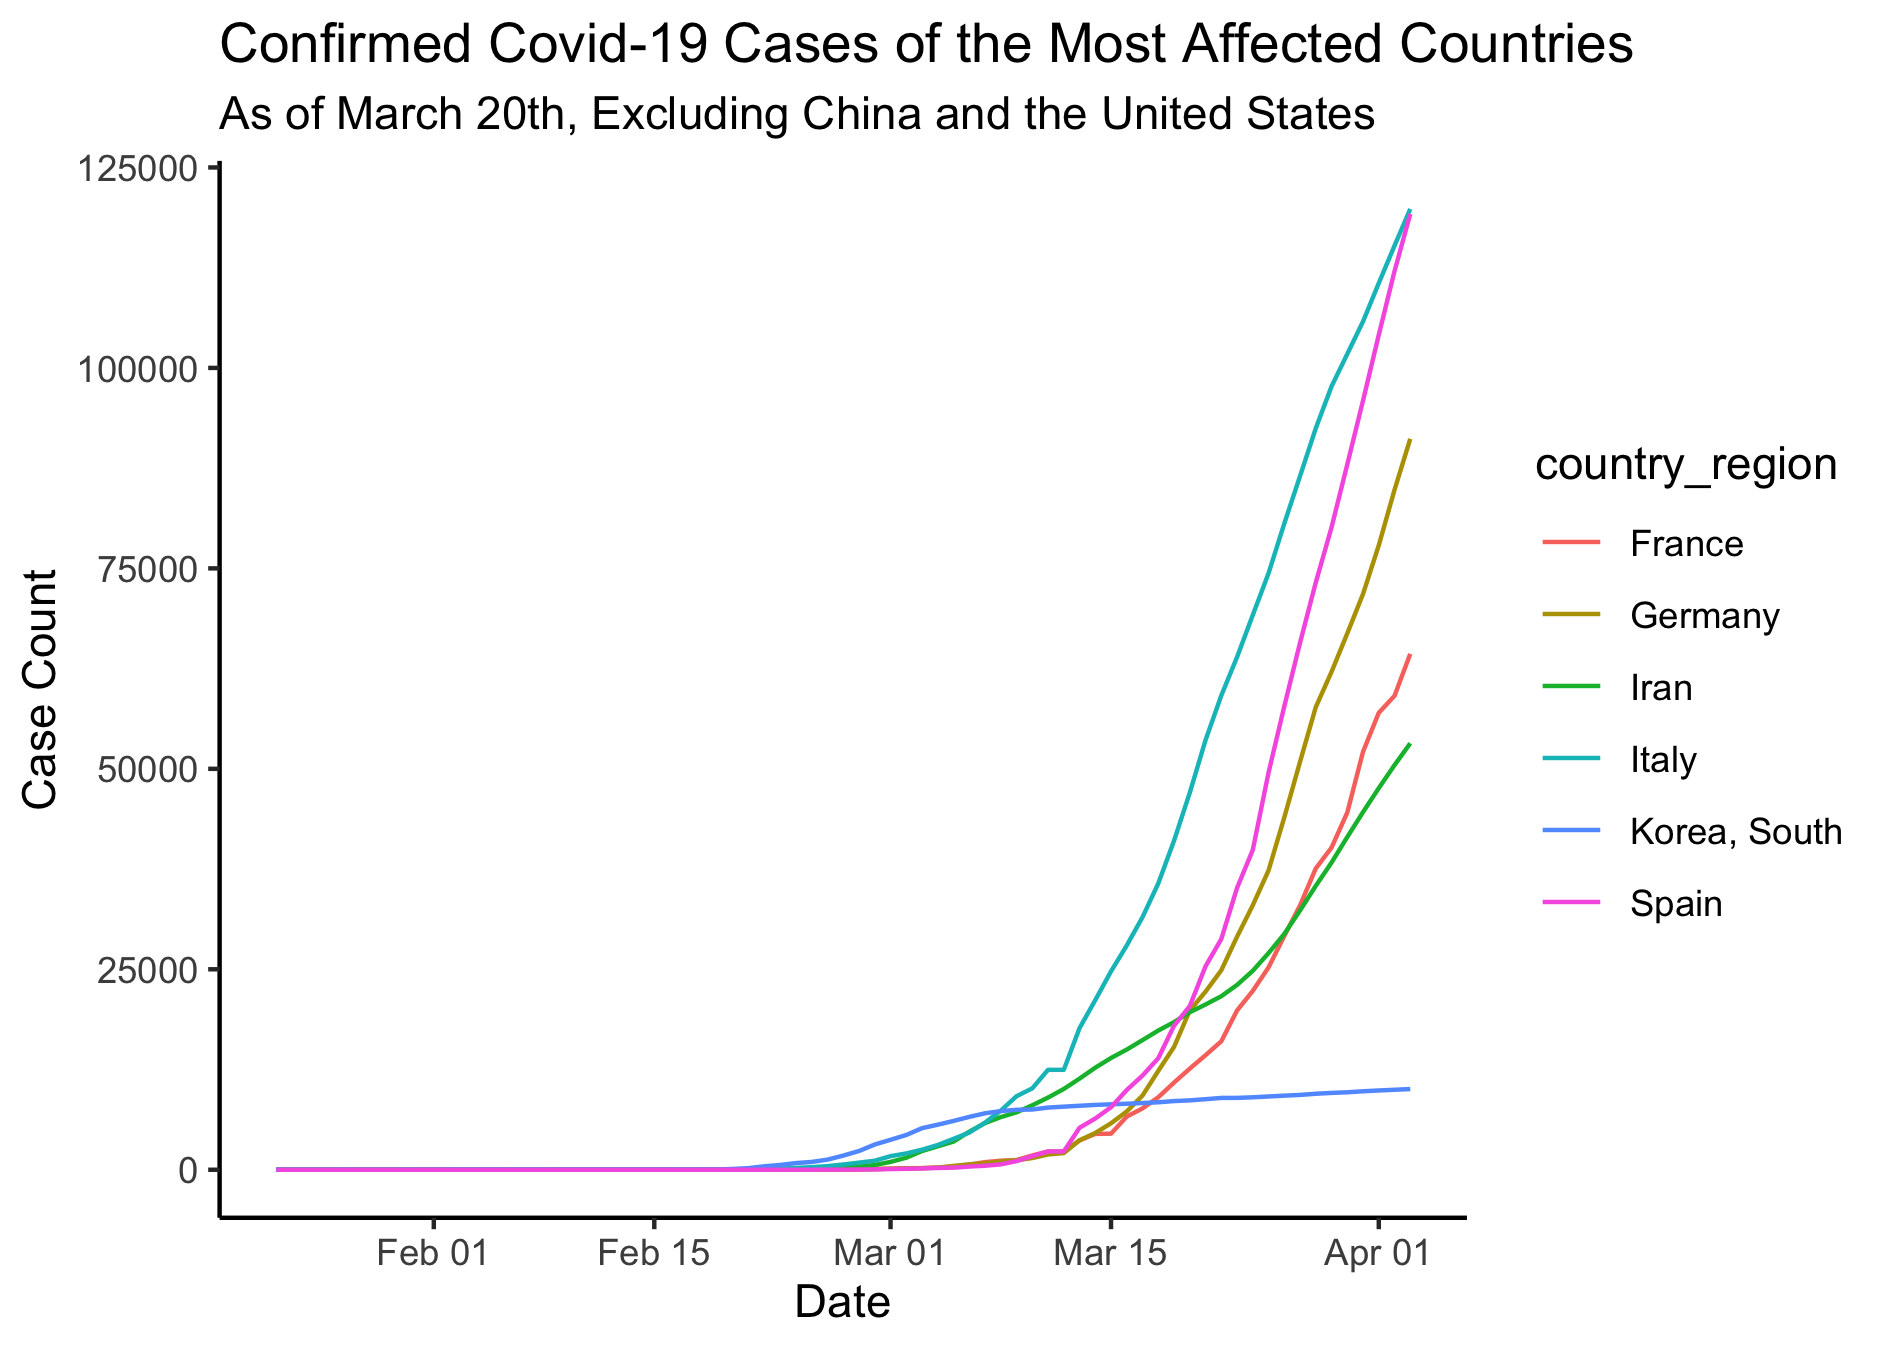 Confirmed Covid-19 Cases of the Most Affected Countries
As of March 20th, Excluding China and the United States
125000
100000
75000
50000
25000
0
Case Count
Feb 01
Feb 15
Mar 01
Mar 15
Apr 01
Date
country_region
France
Germany
Iran
Italy
Korea, South
Spain